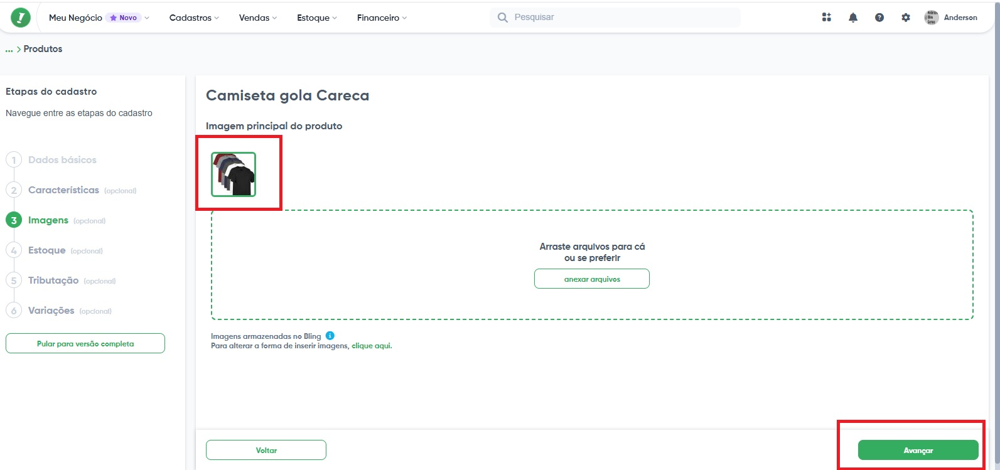 Meu Negócio Novo Cadastros Vendas Estoque Financeiro Pesquisar Anderson
... > Produtos
Etapas do cadastro
Navegue entre as etapas do cadastro
1 Dados básicos
2 Características (opcional)
3 Imagens (opcional)
4 Estoque (opcional)
5 Tributação (opcional)
6 Variações (opcional)
Pular para versão completa
Camiseta gola Careca
Imagem principal do produto
Arraste arquivos para cá
ou se preferir
anexar arquivos
Imagens armazenadas no Bling
Para alterar a forma de inserir imagens, clique aqui.
Voltar
Avançar